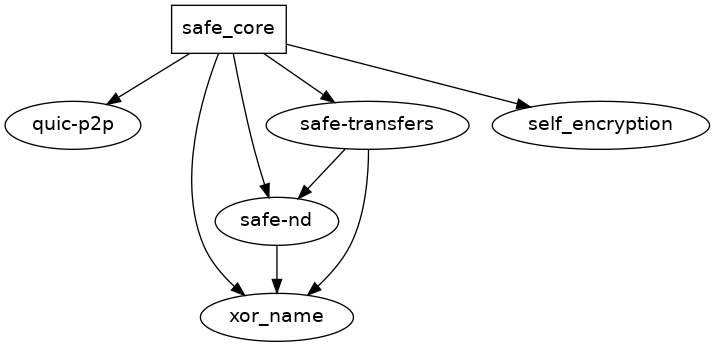 safe_core
quic-p2p
safe-transfers
self_encryption
safe-nd
xor_name